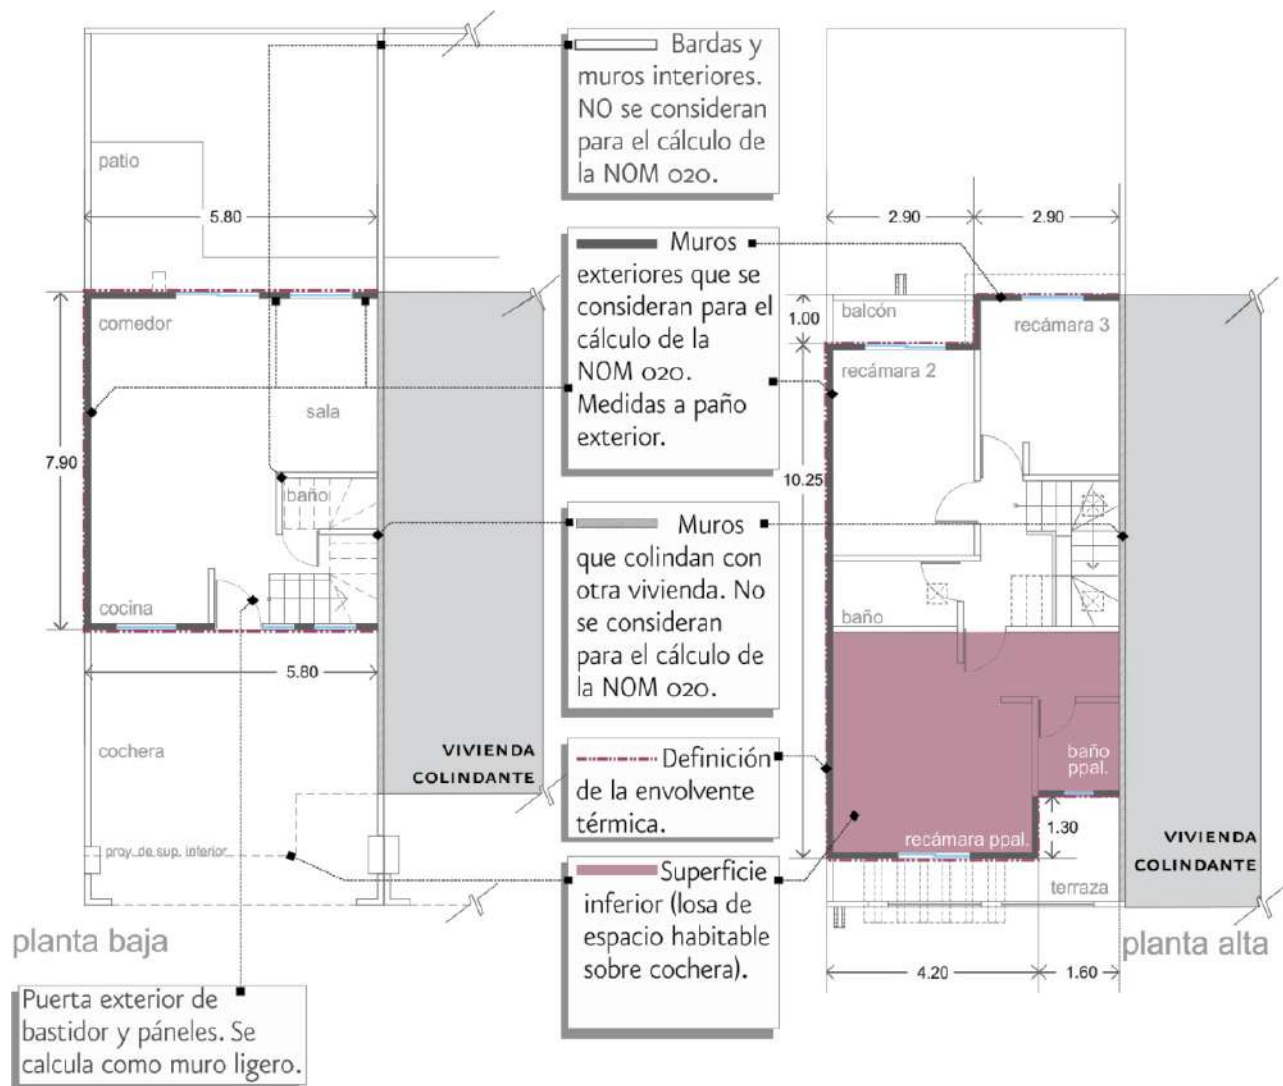 Bardas y
muros interiores.
NO se consideran
para el cálculo de
la NOM 020.
patio
5.80
2.90
2.90
Muros
exteriores que se
consideran para el
cálculo de la
NOM 020.
Medidas a paño
exterior.
comedor
sala
7.90
baño
cocina
5.80
cochera
VIVIENDA
COLINDANTE
proy. de sup. inferior
planta baja
Puerta exterior de
bastidor y páneles. Se
calcula como muro ligero.
Muros
que colindan con
otra vivienda. No
se consideran
para el cálculo de
la NOM 020.
Definición
de la envolvente
térmica.
Superficie
inferior (losa de
espacio habitable
sobre cochera).
1.00
balcón
recámara 3
recámara 2
10.25
baño
baño
ppal.
1.30
recámara ppal.
terraza
VIVIENDA
COLINDANTE
planta alta
4.20
1.60